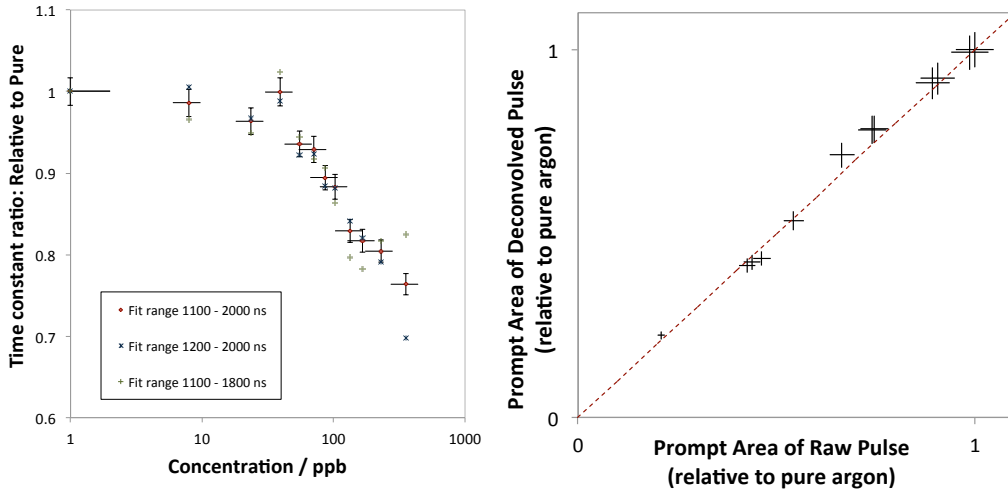 Time constant ratio: Relative to Pure
1.1
1
0.9
0.8
0.7
0.6
Fit range 1100 - 2000 ns
Fit range 1200 - 2000 ns
Fit range 1100 - 1800 ns
1
10
100
1000
Concentration / ppb
Prompt Area of Deconvolved Pulse
(relative to pure argon)
1
0
0
1
Prompt Area of Raw Pulse
(relative to pure argon)